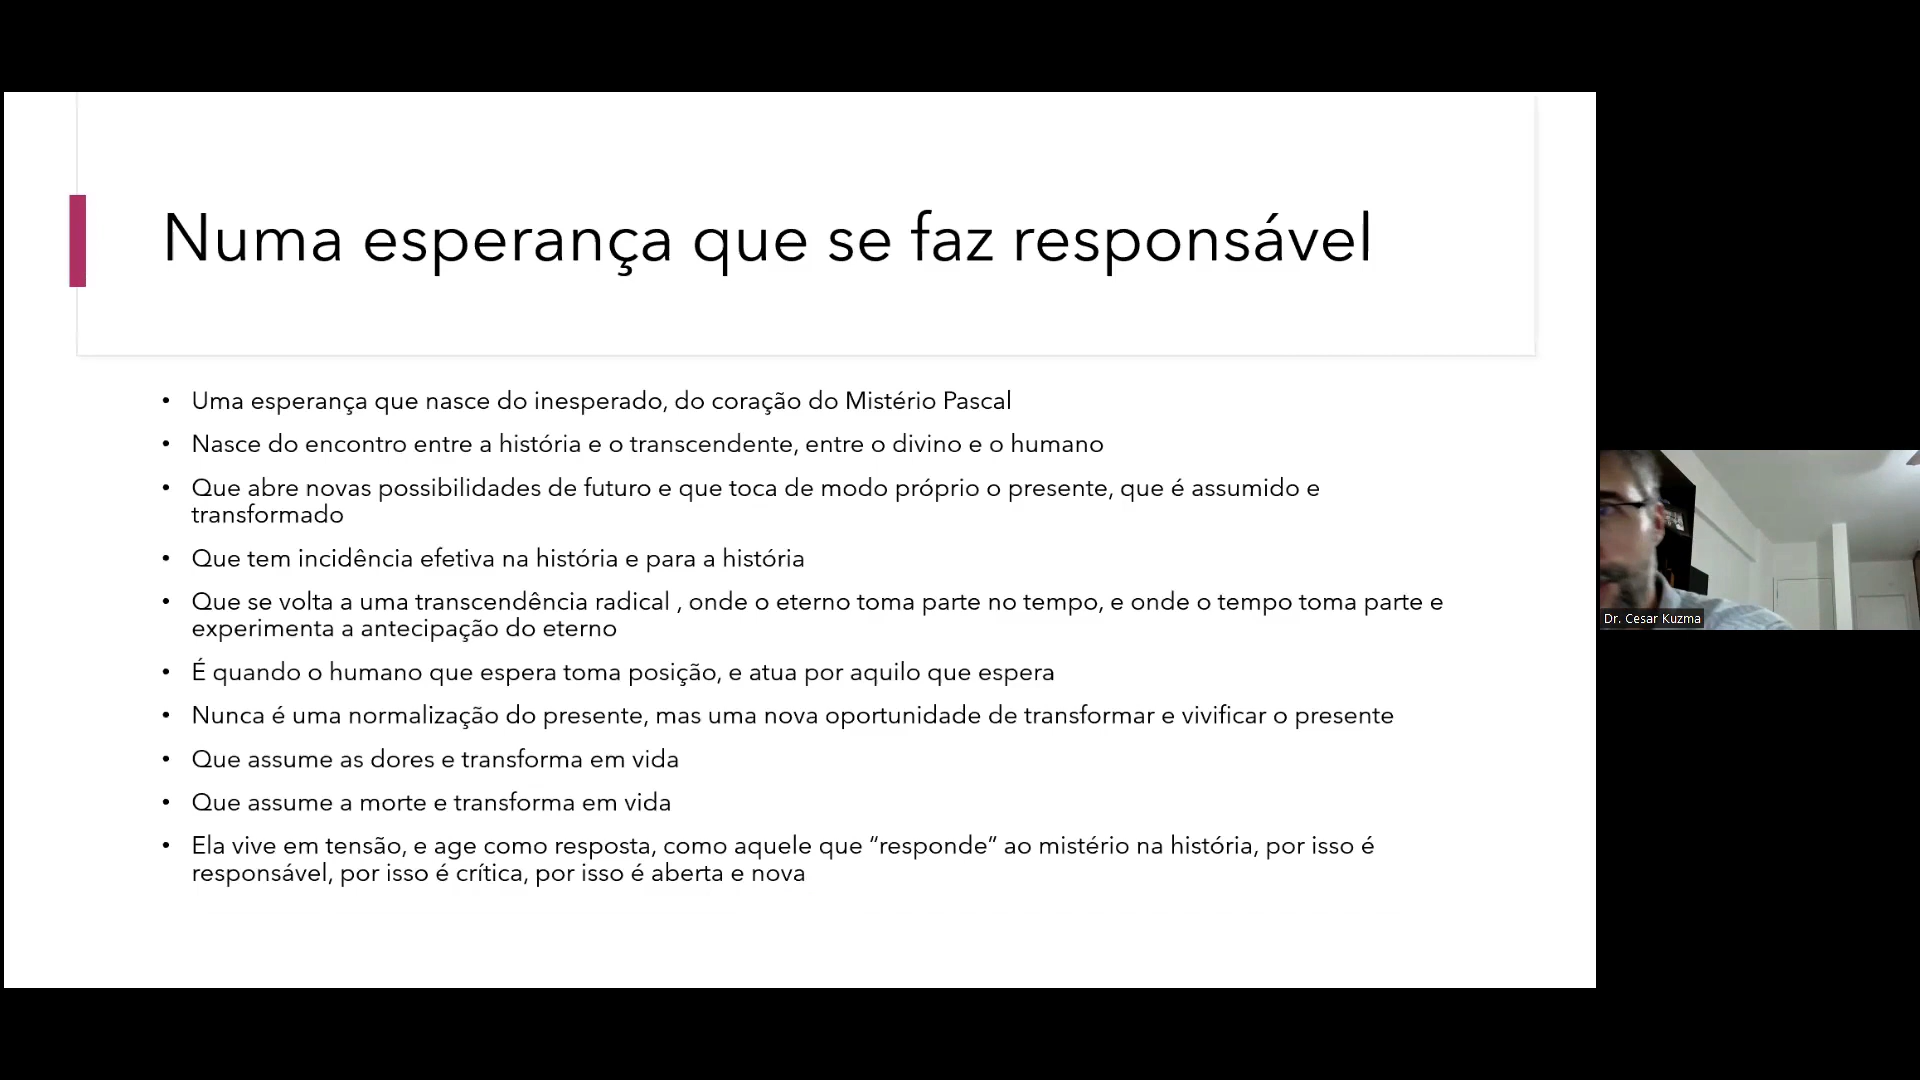 Numa esperança que se faz responsável
• Uma esperança que nasce do inesperado, do coração do Mistério Pascal
• Nasce do encontro entre a história e o transcendente, entre o divino e o humano
• Que abre novas possibilidades de futuro e que toca de modo próprio o presente, que é assumido e
transformado
• Que tem incidência efetiva na história e para a história
• Que se volta a uma transcendência radical , onde o eterno toma parte no tempo, e onde o tempo toma parte e
experimenta a antecipação do eterno
• É quando o humano que espera toma posição, e atua por aquilo que espera
• Nunca é uma normalização do presente, mas uma nova oportunidade de transformar e vivificar o presente
• Que assume as dores e transforma em vida
• Que assume a morte e transforma em vida
• Ela vive em tensão, e age como resposta, como aquele que “responde” ao mistério na história, por isso é
responsável, por isso é crítica, por isso é aberta e nova
Dr. Cesar Kuzma